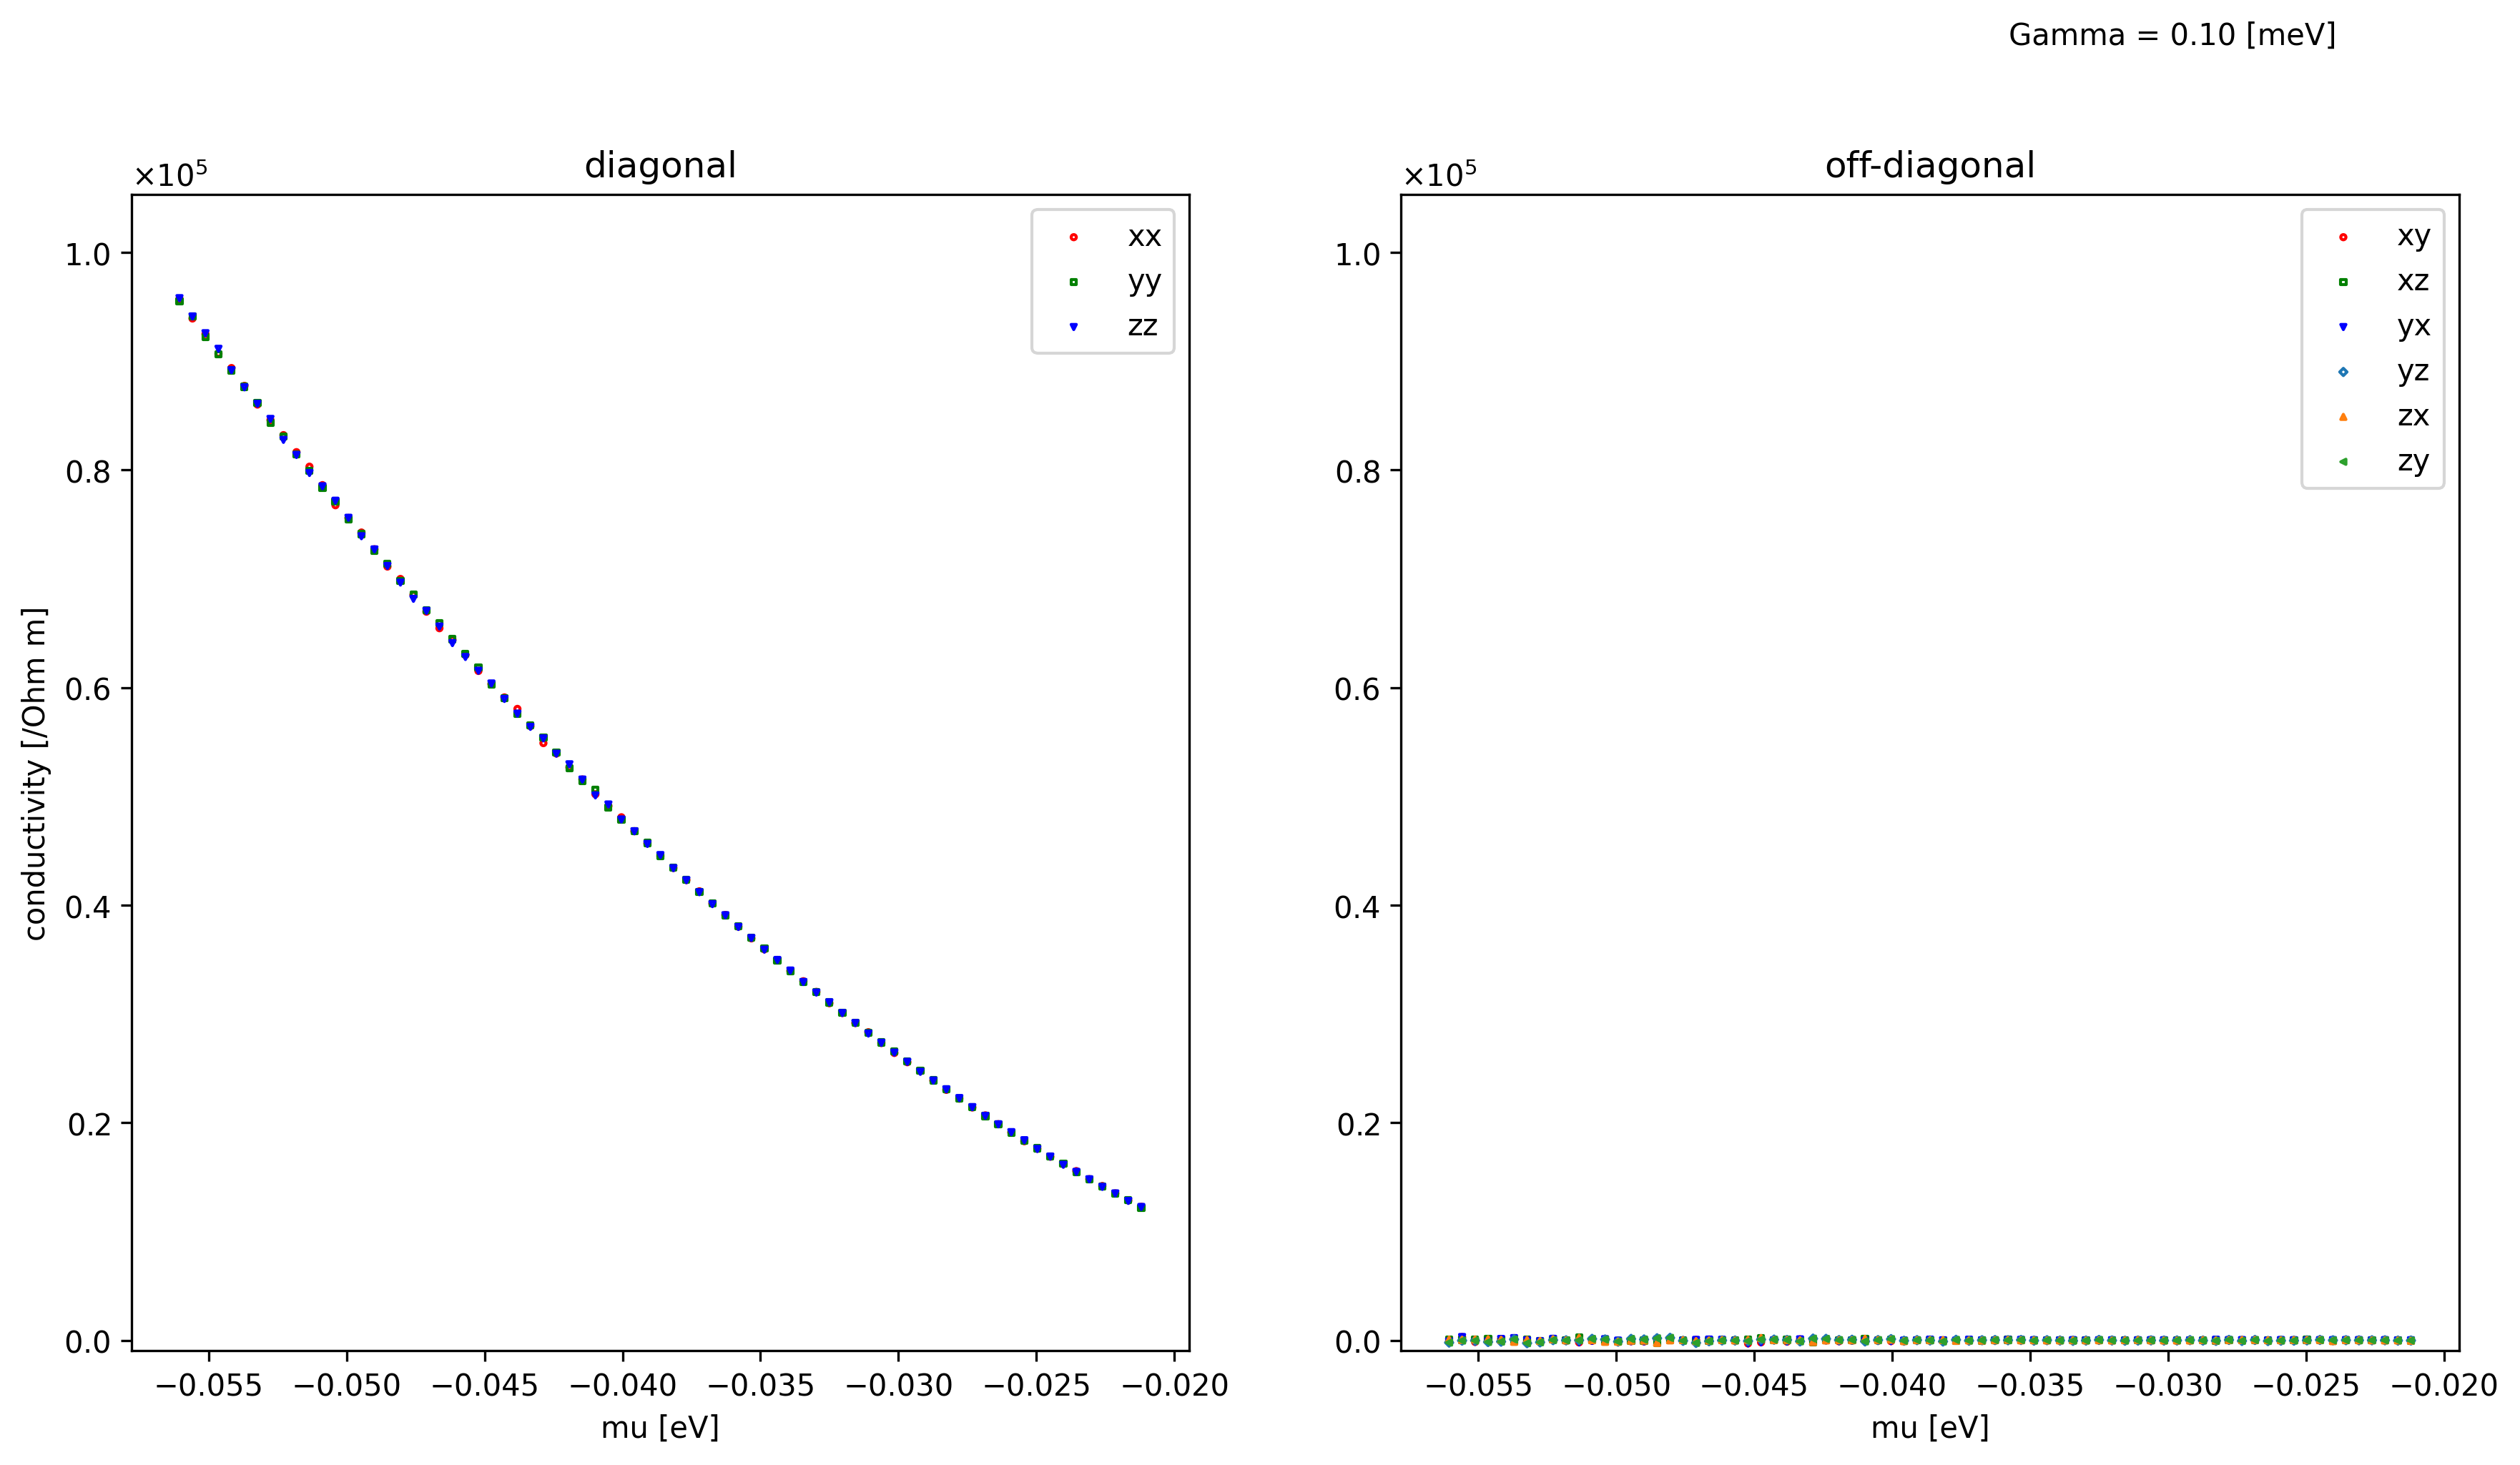 Gamma = 0.10 [meV]
diagonal
×10⁵
1.0
0.8
0.6
0.4
0.2
0.0
conductivity [/Ohm m]
xx
yy
zz
−0.055 −0.050 −0.045 −0.040 −0.035 −0.030 −0.025 −0.020
mu [eV]
off-diagonal
×10⁵
1.0
0.8
0.6
0.4
0.2
0.0
xy
xz
yx
yz
zx
zy
−0.055 −0.050 −0.045 −0.040 −0.035 −0.030 −0.025 −0.020
mu [eV]